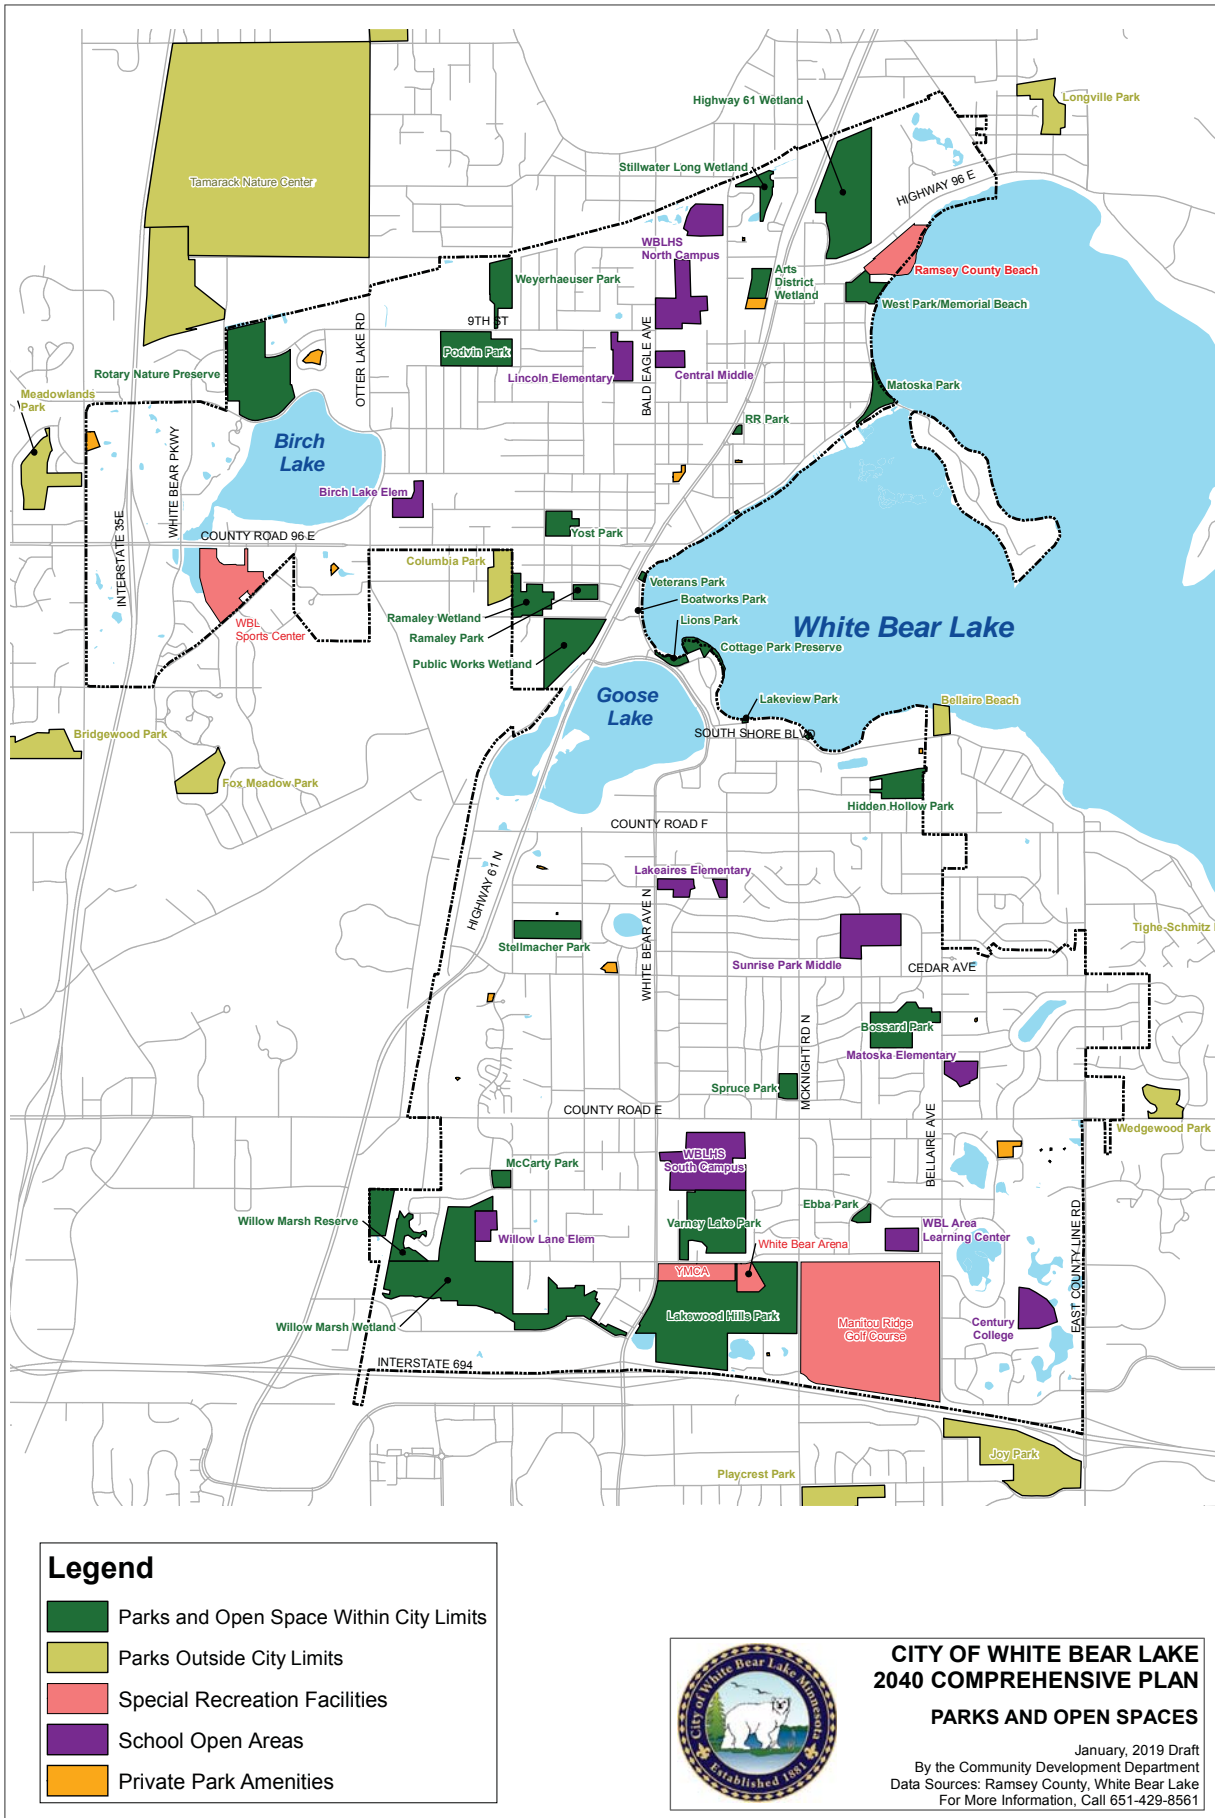 Highway 61 Wetland
Longville Park
Stillwater Long Wetland
Tamarack Nature Center
HIGHWAY 96 E
WBLHS
North Campus
Ramsey County Beach
Weyerhaeuser Park
Arts
District
Wetland
West Park/Memorial Beach
9TH ST
OTTER LAKE RD
BALD EAGLE AVE
Podvin Park
Rotary Nature Preserve
Lincoln Elementary
Central Middle
Matoska Park
Meadowlands
Park
RR Park
Birch
Lake
WHITE BEAR PKWY
Birch Lake Elem
INTERSTATE 35E
COUNTY ROAD 96 E
Yost Park
Columbia Park
Veterans Park
Boatworks Park
Ramaley Wetland
Lions Park
WBL
Sports Center
Ramaley Park
White Bear Lake
Cottage Park Preserve
Public Works Wetland
Goose
Lake
Lakeview Park
Bellaire Beach
SOUTH SHORE BLVD
Bridgewood Park
Fox Meadow Park
Hidden Hollow Park
COUNTY ROAD F
HIGHWAY 61 N
Lakeaires Elementary
WHITE BEAR AVE N
Stellmacher Park
Tighe-Schmitz
Sunrise Park Middle
CEDAR AVE
Bossard Park
MCKNIGHT RD N
Matoska Elementary
Spruce Park
COUNTY ROAD E
BELLAIRE AVE
Wedgewood Park
WBLHS
South Campus
McCarty Park
Ebba Park
Willow Marsh Reserve
Varney Lake Park
WBL Area
Learning Center
EAST COUNTY LINE RD
Willow Lane Elem
White Bear Arena
YMCA
Lakewood Hills Park
Manitou Ridge
Golf Course
Century
College
Willow Marsh Wetland
INTERSTATE 694
Joy Park
Playcrest Park
Legend
Parks and Open Space Within City Limits
Parks Outside City Limits
Special Recreation Facilities
School Open Areas
Private Park Amenities
City of White Bear Lake Minnesota
Established 1881
CITY OF WHITE BEAR LAKE
2040 COMPREHENSIVE PLAN
PARKS AND OPEN SPACES
January, 2019 Draft
By the Community Development Department
Data Sources: Ramsey County, White Bear Lake
For More Information, Call 651-429-8561